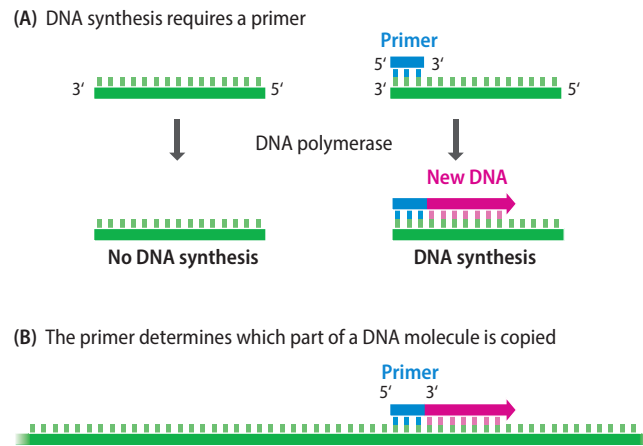 (A) DNA synthesis requires a primer
Primer
5‘ 3‘
3‘ 5‘ 3‘ 5‘
DNA polymerase
New DNA
No DNA synthesis DNA synthesis
(B) The primer determines which part of a DNA molecule is copied
Primer
5‘ 3‘